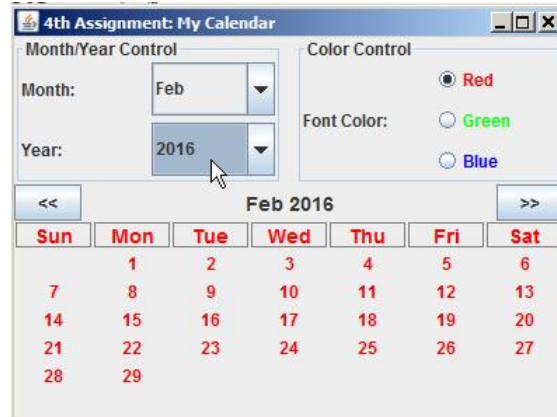 4th Assignment: My Calendar
Month/Year Control
Month: Feb
Year: 2016
Color Control
Font Color:
Red
Green
Blue
<< Feb 2016 >>
Sun Mon Tue Wed Thu Fri Sat
1 2 3 4 5 6
7 8 9 10 11 12 13
14 15 16 17 18 19 20
21 22 23 24 25 26 27
28 29